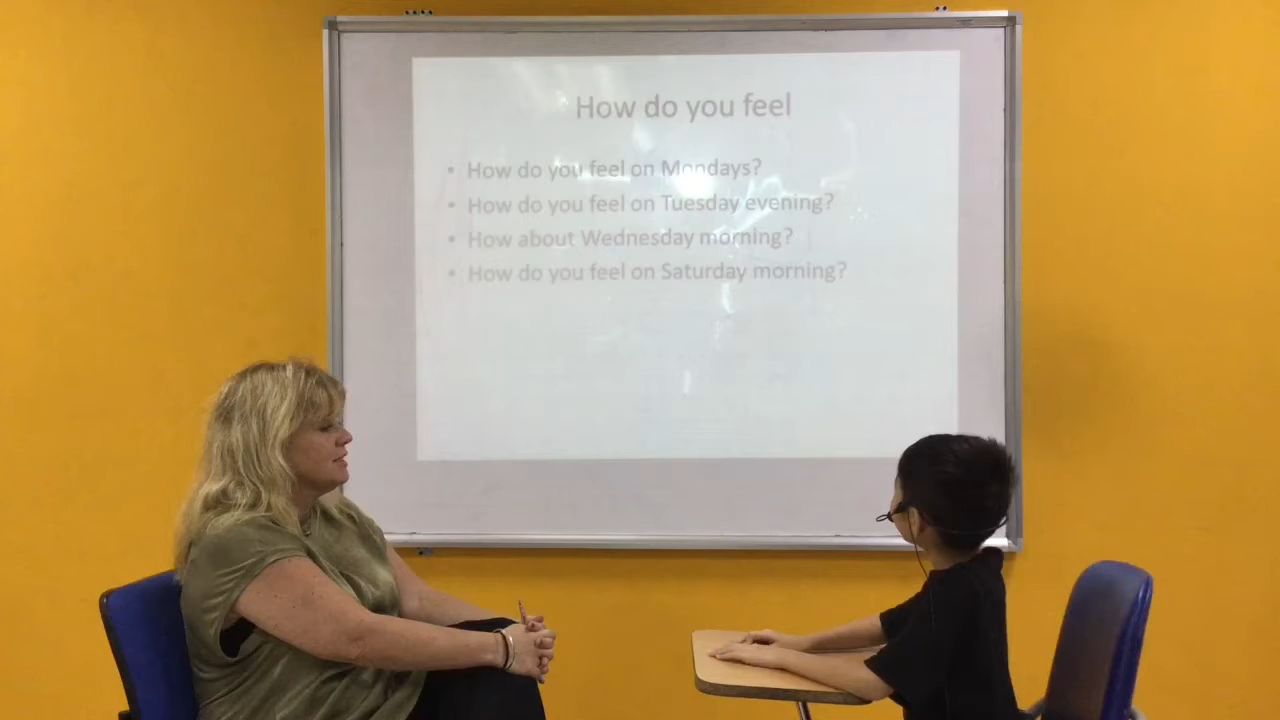 How do you feel
• How do you feel on Mondays?
• How do you feel on Tuesday evening?
• How about Wednesday morning?
• How do you feel on Saturday morning?